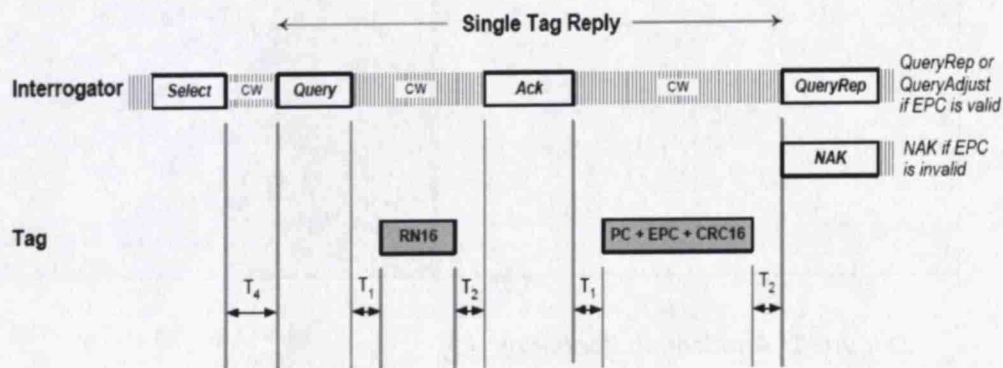 Single Tag Reply
Interrogator
Select
CW
Query
CW
Ack
CW
QueryRep
QueryRep or
QueryAdjust
if EPC is valid
NAK
NAK if EPC
is invalid
Tag
RN16
PC + EPC + CRC16
T4
T1
T2
T1
T2